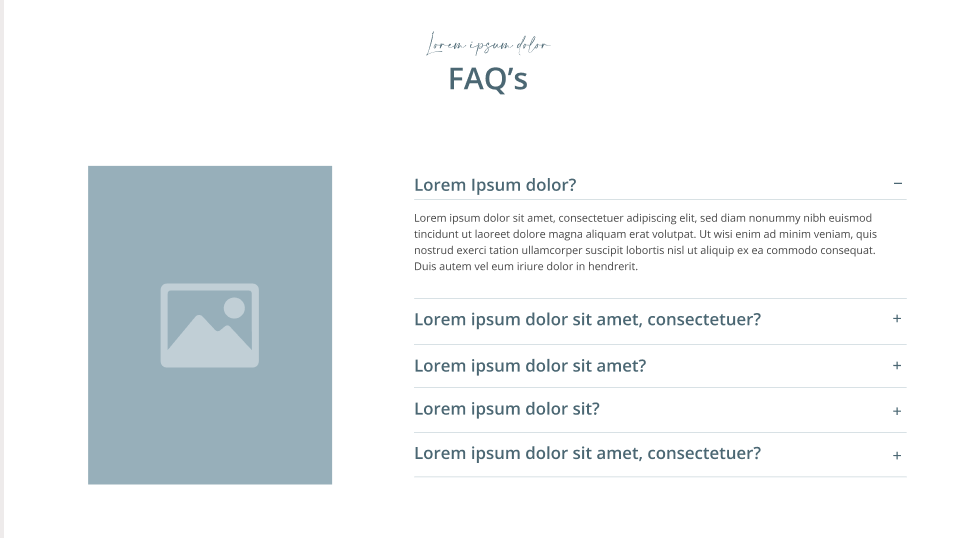 Lorem ipsum dolor
FAQ’s
Lorem Ipsum dolor? −
Lorem ipsum dolor sit amet, consectetuer adipiscing elit, sed diam nonummy nibh euismod
tincidunt ut laoreet dolore magna aliquam erat volutpat. Ut wisi enim ad minim veniam, quis
nostrud exerci tation ullamcorper suscipit lobortis nisl ut aliquip ex ea commodo consequat.
Duis autem vel eum iriure dolor in hendrerit.
Lorem ipsum dolor sit amet, consectetuer? +
Lorem ipsum dolor sit amet? +
Lorem ipsum dolor sit? +
Lorem ipsum dolor sit amet, consectetuer? +